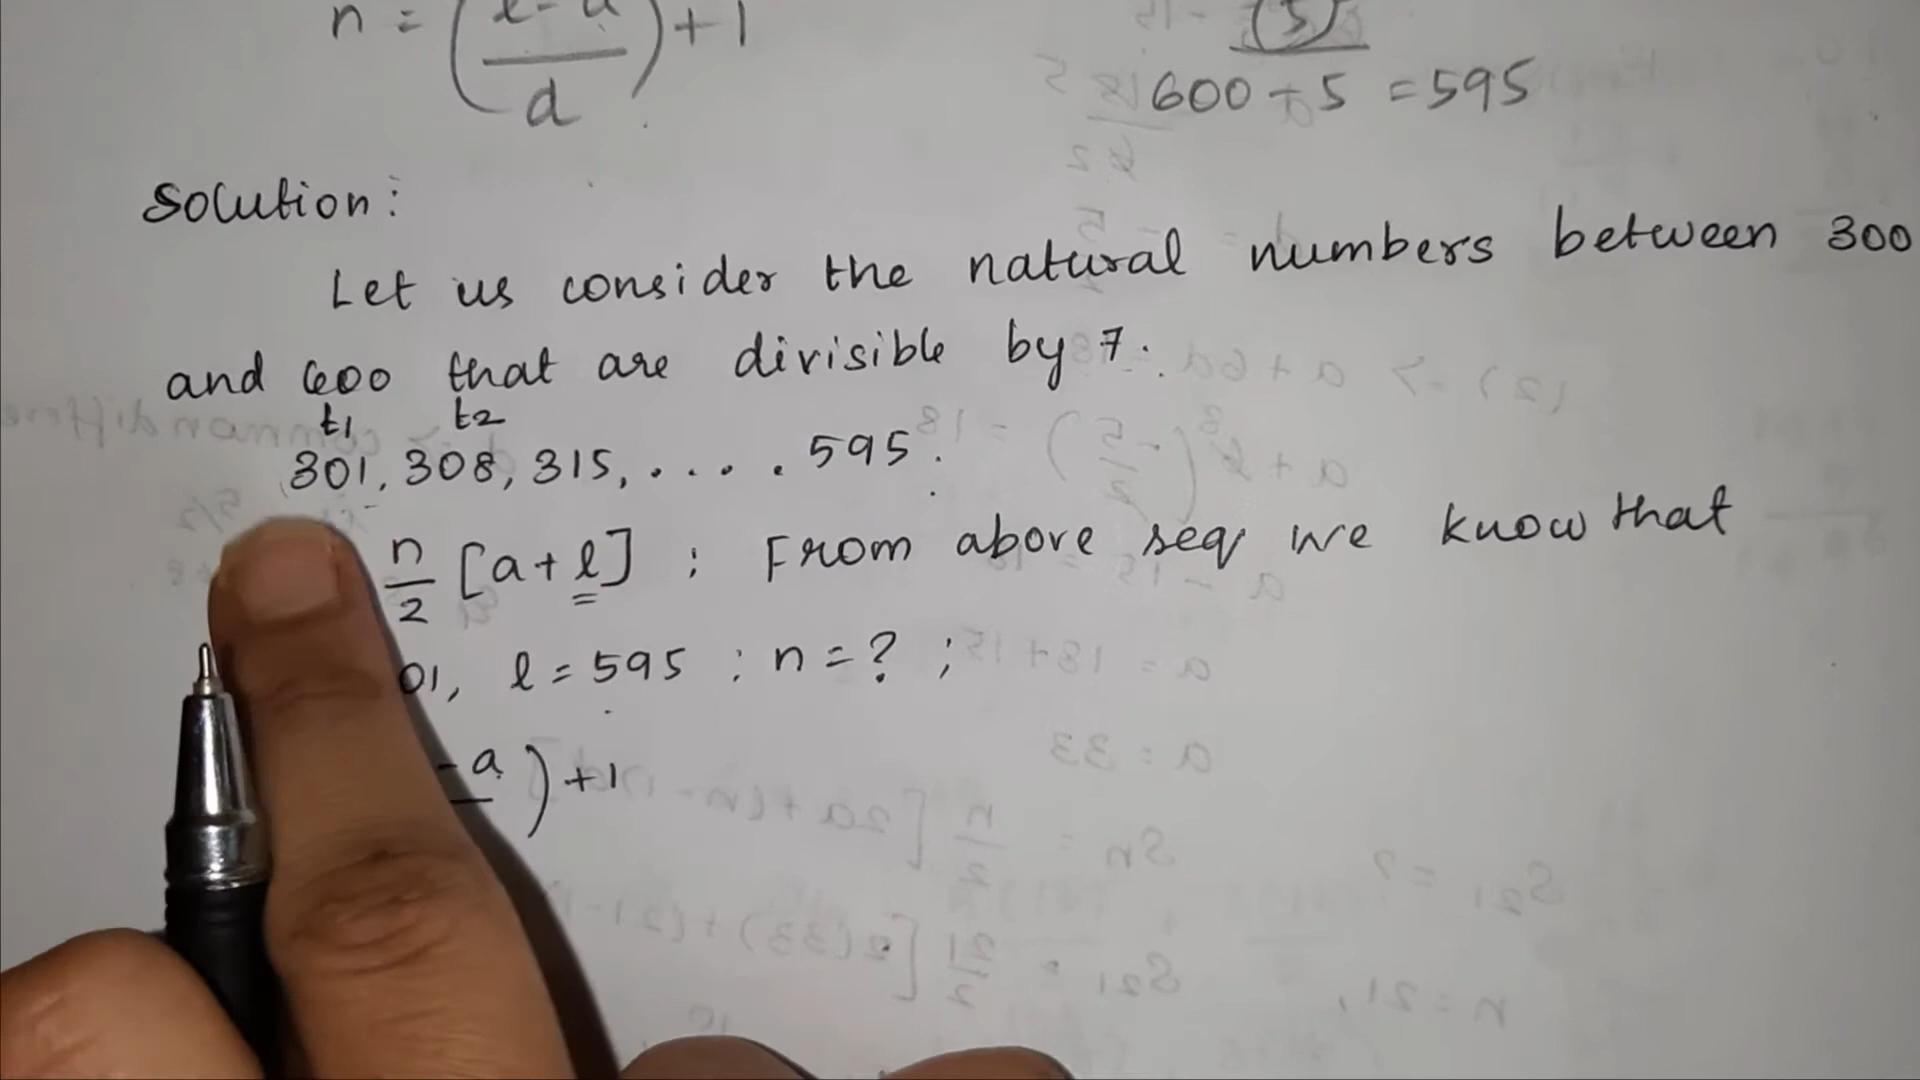 n = (l-a/d)+1
(5)
600-5 = 595
Solution:
Let us consider the natural numbers between 300
and 600 that are divisible by 7.
t1 t2
301, 308, 315, . . . . 595.
n/2 [a+l] ; From above seq we know that
01, l = 595 ; n = ? ;
-a )+1